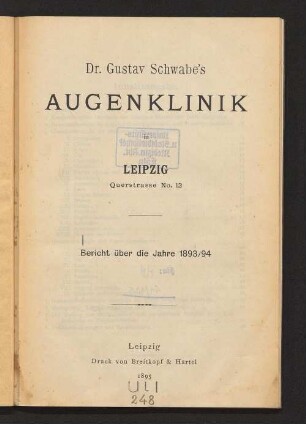 Dr. Gustav Schwabe's
AUGENKLINIK
in
LEIPZIG
Querstrasse No. 13
Bericht über die Jahre 1893/94
Leipzig
Druck von Breitkopf & Härtel
1895
U I
248